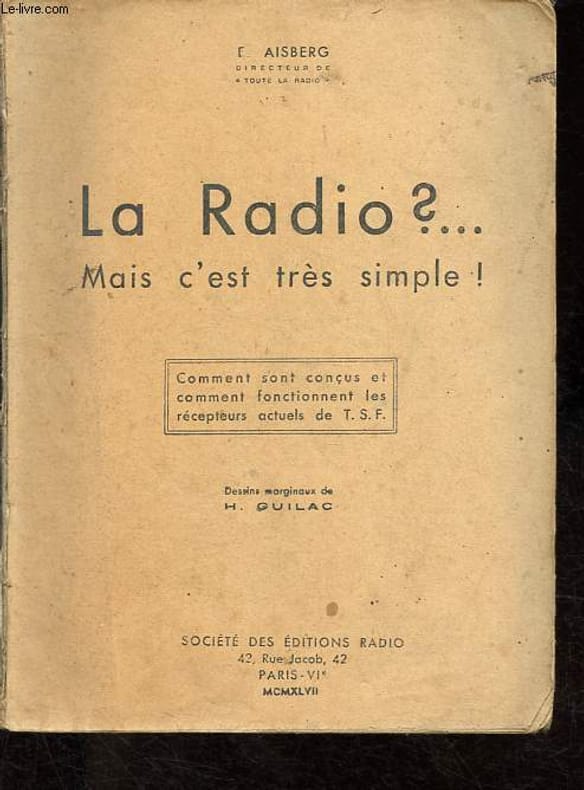 Le-livre.com
E. AISBERG
DIRECTEUR DE
« TOUTE LA RADIO »
La Radio ?...
Mais c'est très simple !
Comment sont conçus et
comment fonctionnent les
récepteurs actuels de T. S. F.
Dessins marginaux de
H. GUILAC
SOCIÉTÉ DES ÉDITIONS RADIO
42, Rue Jacob, 42
PARIS-VIe
MCMXLVII